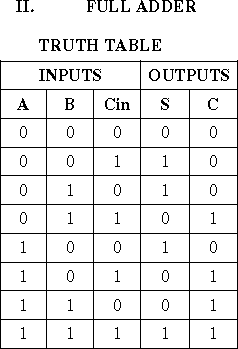 II. FULL ADDER
TRUTH TABLE
INPUTS OUTPUTS
A B Cin S C
0 0 0 0 0
0 0 1 1 0
0 1 0 1 0
0 1 1 0 1
1 0 0 1 0
1 0 1 0 1
1 1 0 0 1
1 1 1 1 1